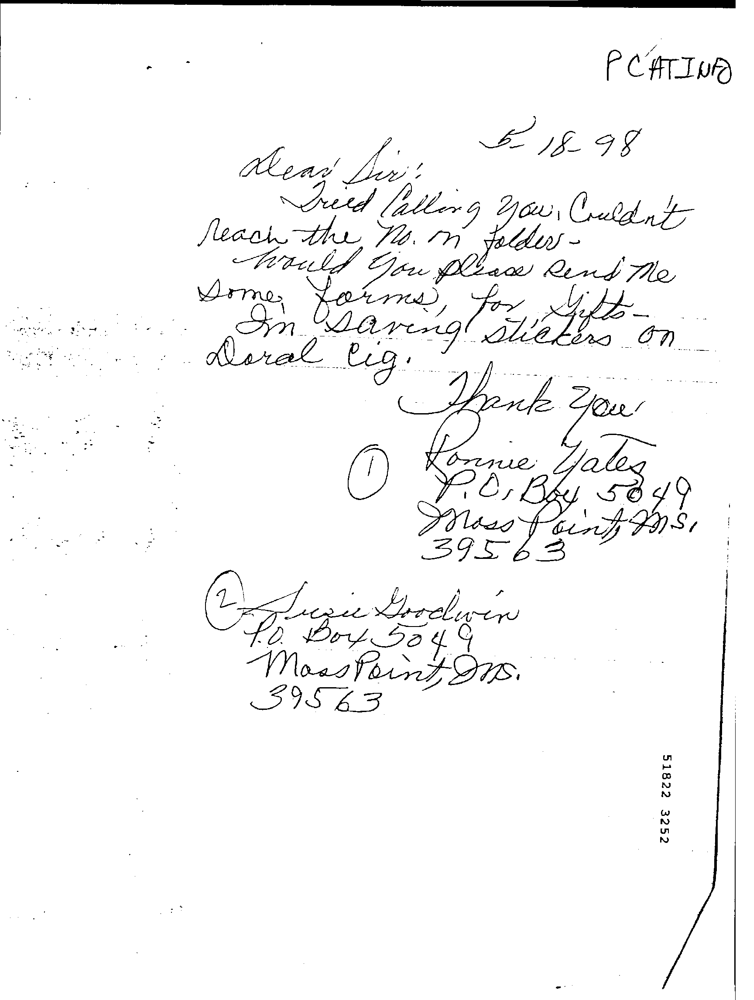 PCATINFO
5-18-98
Dear Sir:
Tried Calling you, Couldn't
reach the No. on folder-
Would you please send me
some forms, for Gifts-
Im saving stickers on
Doral Cig.
Thank You
1 Ronnie Yates
P.O. Box 5049
Moss Point, Ms.
39563
2 Susie Goodwin
P.O. Box 5049
Moss Point, Ms.
39563
51822 3252